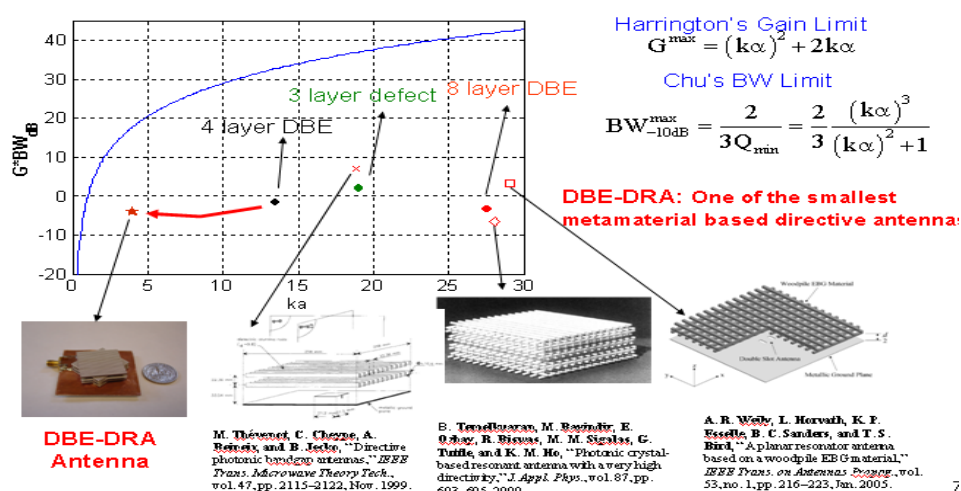 Harrington's Gain Limit
G^max = (kα)^2 + 2kα
Chu's BW Limit
BW^max_-10dB = 2/3Q_min = 2/3 (kα)^3/(kα)^2 + 1
G*BW_dB
40
30
20
10
0
-10
-20
0 5 10 15 20 25 30
ka
3 layer defect
8 layer DBE
4 layer DBE
DBE-DRA: One of the smallest
metamaterial based directive antennas
Woodpile EBG Material
Double Slot Antenna
Metallic Ground Plane
DBE-DRA
Antenna
M. Thévenot, C. Cheype, A.
Reineix, and B. Jecko, "Directive
photonic bandgap antennas," IEEE
Trans. Microwave Theory Tech.,
vol. 47, pp. 2115–2122, Nov. 1999.
B. Temelkuaran, M. Bayindir, E.
Ozbay, R. Biswas, M. M. Sigalas, G.
Tuttle, and K. M. Ho, "Photonic crystal-
based resonant antenna with a very high
directivity," J. Appl. Phys., vol. 87, pp.
603–605, 2000.
A. R. Weily, L. Horvath, K. P.
Esselle, B. C. Sanders, and T. S.
Bird, "A planar resonator antenna
based on a woodpile EBG material,"
IEEE Trans. on Antennas Propag., vol.
53, no. 1, pp. 216–223, Jan. 2005.
7